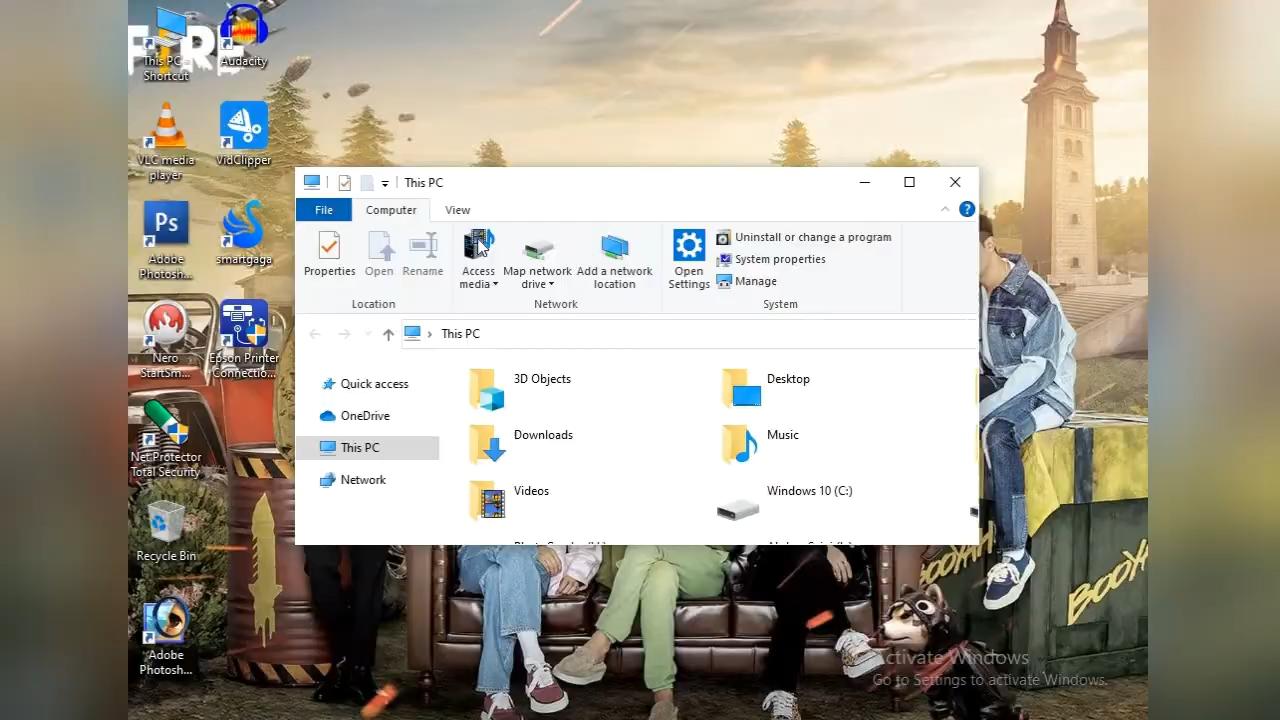 FIRE
This PC -
Shortcut
Audacity
VLC media
player
VidClipper
Ps
Adobe
Photosh...
smartgaga
Nero
StartSm...
Epson Printer
Connectio...
Net Protector
Total Security
Recycle Bin
Adobe
Photosh...
This PC
File
Computer
View
Properties
Open
Rename
Location
Access
media
Map network
drive
Add a network
location
Network
Open
Settings
Uninstall or change a program
System properties
Manage
System
This PC
Quick access
OneDrive
This PC
Network
3D Objects
Desktop
Downloads
Music
Videos
Windows 10 (C:)
BOOYAH
BOOYAH
Activate Windows
Go to Settings to activate Windows.